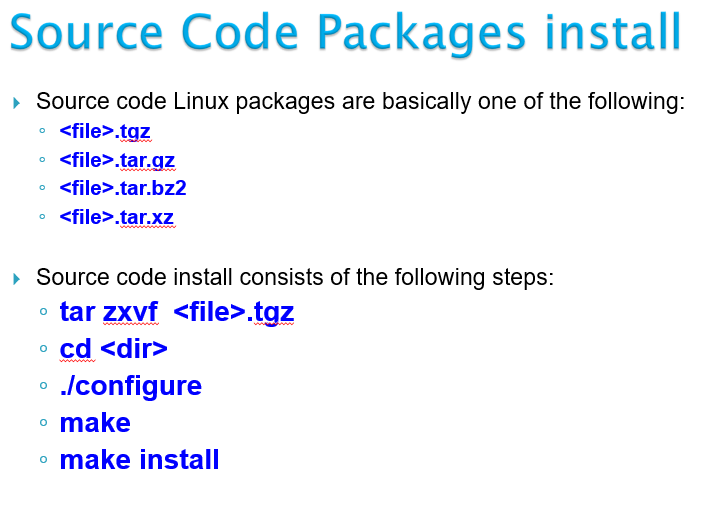 Source Code Packages install
Source code Linux packages are basically one of the following:
<file>.tgz
<file>.tar.gz
<file>.tar.bz2
<file>.tar.xz
Source code install consists of the following steps:
tar zxvf  <file>.tgz
cd <dir>
./configure
make
make install